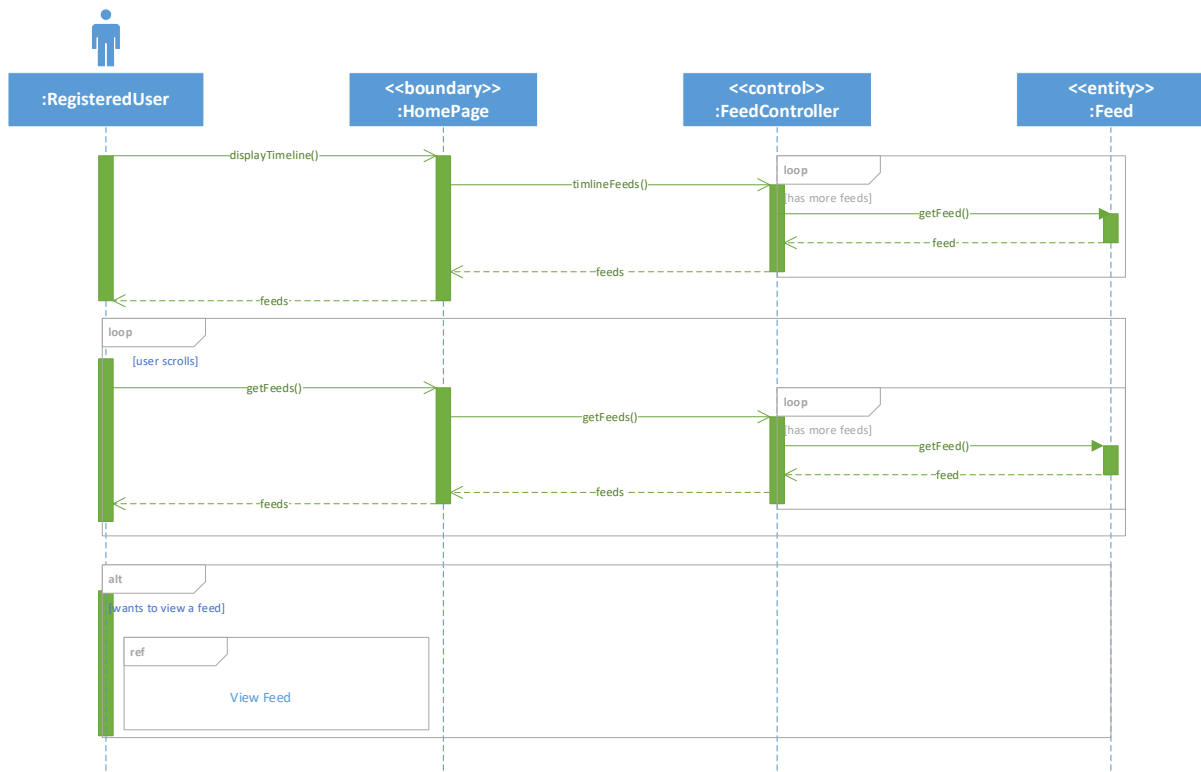 :RegisteredUser
<<boundary>>
:HomePage
<<control>>
:FeedController
<<entity>>
:Feed
displayTimeline()
loop
timlineFeeds()
[has more feeds]
getFeed()
feed
feeds
feeds
loop
[user scrolls]
getFeeds()
loop
getFeeds()
[has more feeds]
getFeed()
feed
feeds
feeds
alt
[wants to view a feed]
ref
View Feed